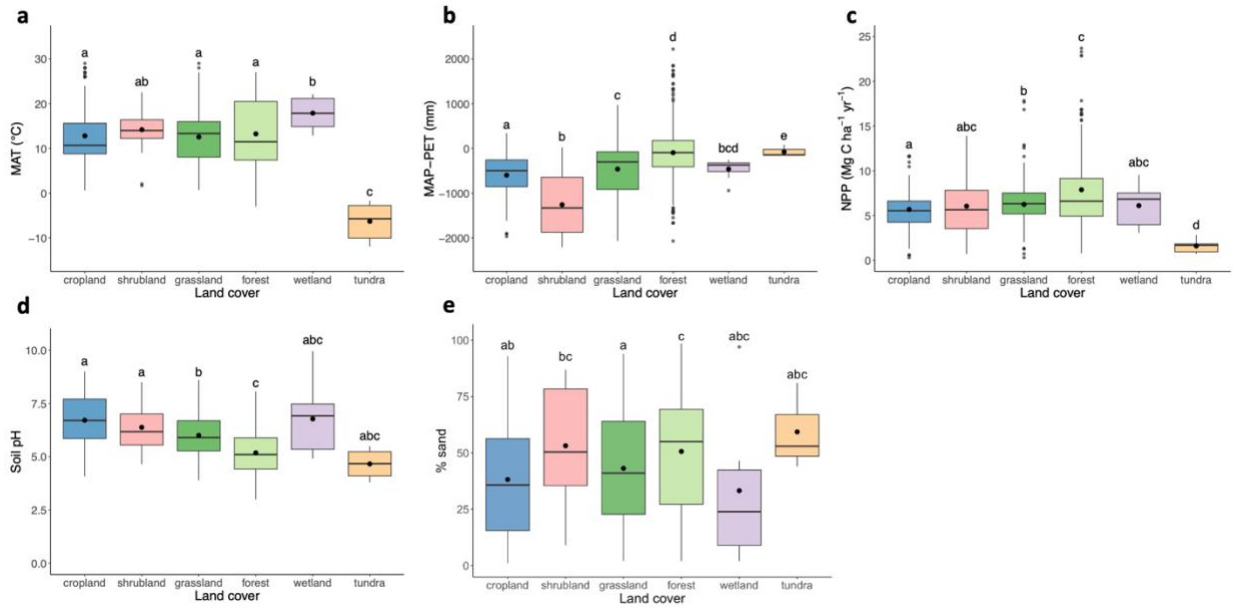 a
MAT (°C)
30
20
10
0
−10
a
ab
a
a
b
c
cropland shrubland grassland forest wetland tundra
Land cover
b
MAP−PET (mm)
2000
1000
0
−1000
−2000
a
b
c
d
bcd
e
cropland shrubland grassland forest wetland tundra
Land cover
c
NPP (Mg C ha⁻¹ yr⁻¹)
25
20
15
10
5
0
a
abc
b
c
abc
d
cropland shrubland grassland forest wetland tundra
Land cover
d
Soil pH
10.0
7.5
5.0
2.5
0.0
a
a
b
c
abc
abc
cropland shrubland grassland forest wetland tundra
Land cover
e
% sand
100
75
50
25
0
ab
bc
a
c
abc
abc
cropland shrubland grassland forest wetland tundra
Land cover